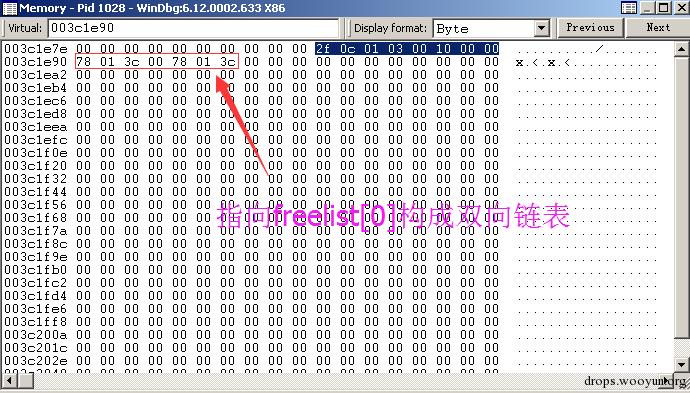 Memory - Pid 1028 - WinDbg:6.12.0002.633 X86
Virtual: 003c1e90 Display format: Byte Previous Next
003c1e7e 00 00 00 00 00 00 00 00 00 00 2f 0c 01 03 00 10 00 00 ........../.......
003c1e90 78 01 3c 00 78 01 3c 00 00 00 00 00 00 00 00 00 00 00 x.<.x.<...........
003c1ea2 00 00 00 00 00 00 00 00 00 00 00 00 00 00 00 00 00 00 ..................
003c1eb4 00 00 00 00 00 00 00 00 00 00 00 00 00 00 00 00 00 00 ..................
003c1ec6 00 00 00 00 00 00 00 00 00 00 00 00 00 00 00 00 00 00 ..................
003c1ed8 00 00 00 00 00 00 00 00 00 00 00 00 00 00 00 00 00 00 ..................
003c1eea 00 00 00 00 00 00 00 00 00 00 00 00 00 00 00 00 00 00 ..................
003c1efc 00 00 00 00 00 00 00 00 00 00 00 00 00 00 00 00 00 00 ..................
003c1f0e 00 00 00 00 00 00 00 00 00 00 00 00 00 00 00 00 00 00 ..................
003c1f20 00 00 00 00 00 00 00 00 00 00 00 00 00 00 00 00 00 00 ..................
003c1f32 00 00 00 00 00 00 00 00 00 00 00 00 00 00 00 00 00 00 ..................
003c1f44 00 00 00 00 00 00 00 00 00 00 00 00 00 00 00 00 00 00 ..................
003c1f56 00 00 00 00 00 00 00 00 00 00 00 00 00 00 00 00 00 00 ..................
指向freelist[0]构成双向链表
003c1f68 00 00 00 00 00 00 00 00 00 00 00 00 00 00 00 00 00 00 ..................
003c1f7a 00 00 00 00 00 00 00 00 00 00 00 00 00 00 00 00 00 00 ..................
003c1f8c 00 00 00 00 00 00 00 00 00 00 00 00 00 00 00 00 00 00 ..................
003c1f9e 00 00 00 00 00 00 00 00 00 00 00 00 00 00 00 00 00 00 ..................
003c1fb0 00 00 00 00 00 00 00 00 00 00 00 00 00 00 00 00 00 00 ..................
003c1fc2 00 00 00 00 00 00 00 00 00 00 00 00 00 00 00 00 00 00 ..................
003c1fd4 00 00 00 00 00 00 00 00 00 00 00 00 00 00 00 00 00 00 ..................
003c1fe6 00 00 00 00 00 00 00 00 00 00 00 00 00 00 00 00 00 00 ..................
003c1ff8 00 00 00 00 00 00 00 00 00 00 00 00 00 00 00 00 00 00 ..................
003c200a 00 00 00 00 00 00 00 00 00 00 00 00 00 00 00 00 00 00 ..................
003c201c 00 00 00 00 00 00 00 00 00 00 00 00 00 00 00 00 00 00 ..................
003c202e 00 00 00 00 00 00 00 00 00 00 00 00 00 00 00 00 00 00 ..................
drops.wooyun.org